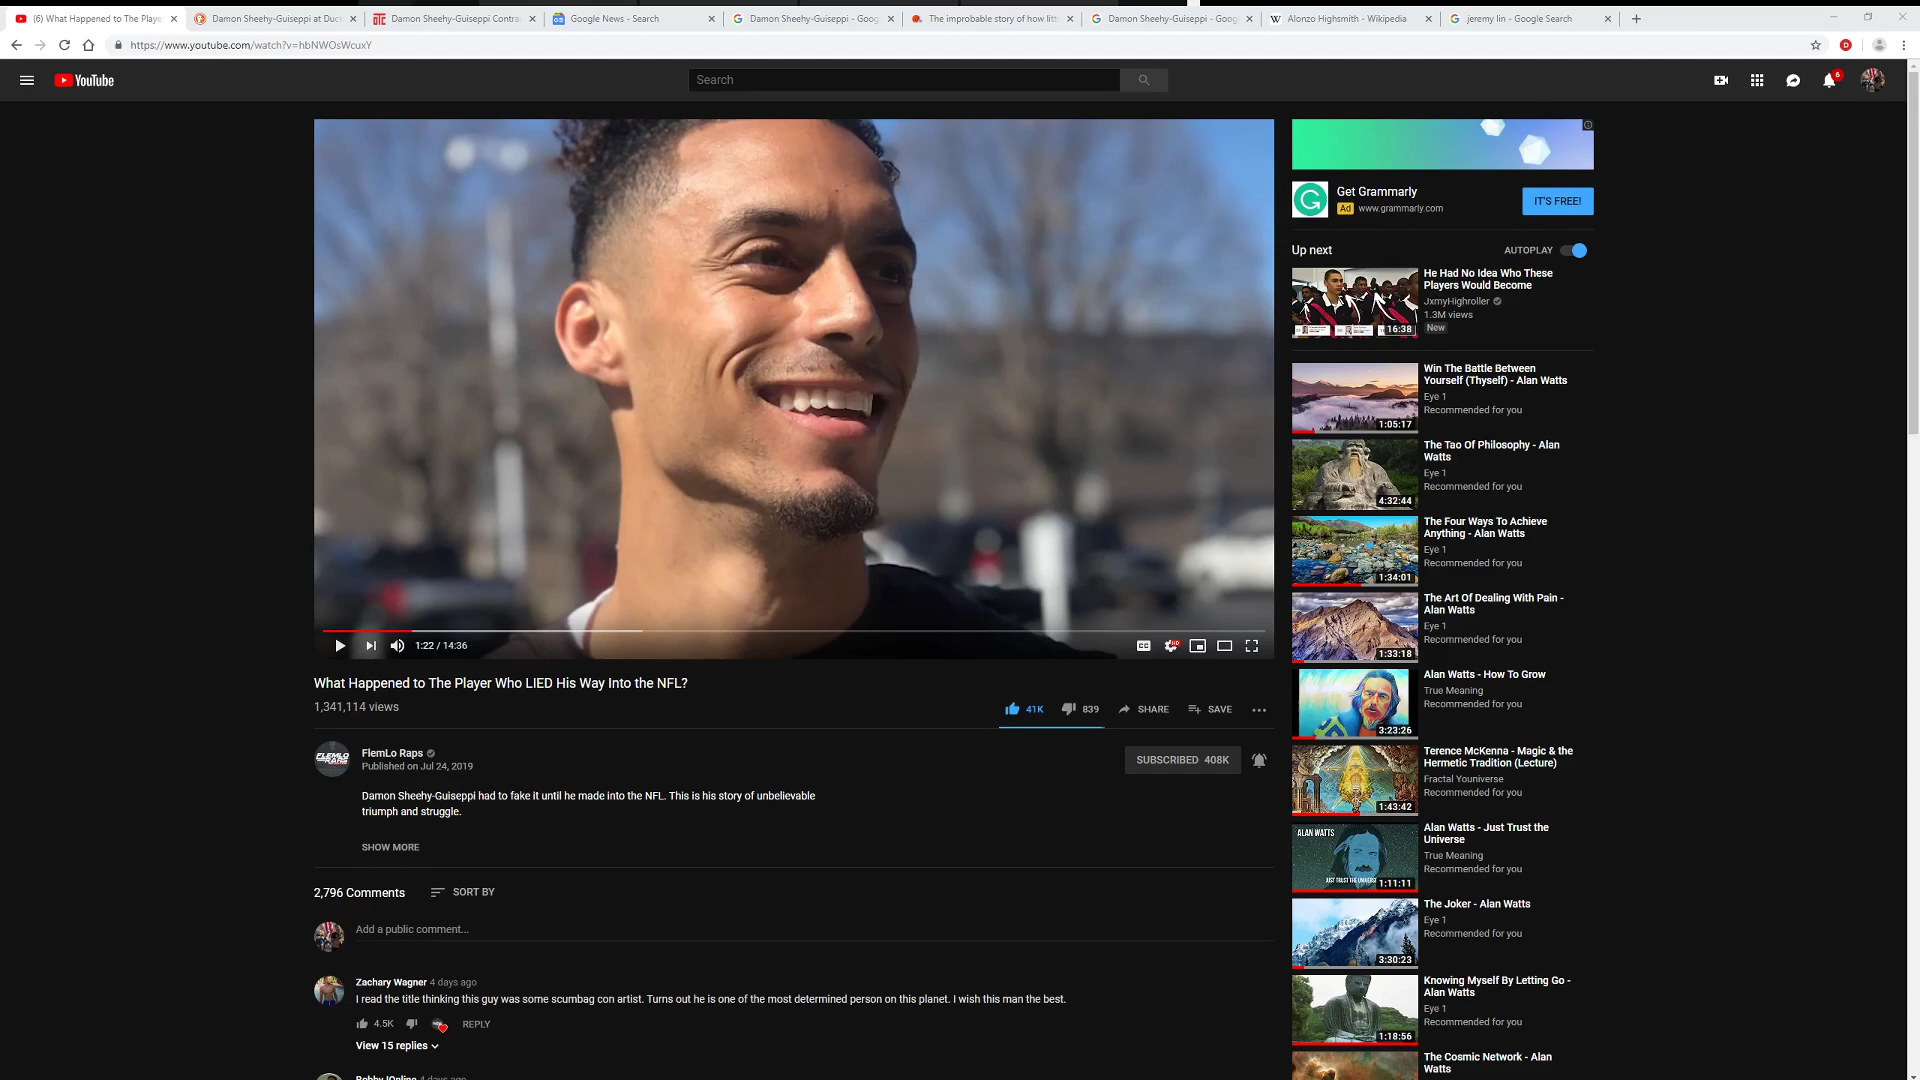 (6) What Happened to The Playe
Damon Sheehy-Guiseppi at Duck
Damon Sheehy-Guiseppi Contra
Google News - Search
Damon Sheehy-Guiseppi - Goog
The improbable story of how litt
Damon Sheehy-Guiseppi - Goog
Alonzo Highsmith - Wikipedia
jeremy lin - Google Search
https://www.youtube.com/watch?v=hbNWOsWcuxY
YouTube
Search
6
Get Grammarly
Ad www.grammarly.com
IT'S FREE!
Up next
AUTOPLAY
He Had No Idea Who These
Players Would Become
JxmyHighroller
1.3M views
New
16:38
Win The Battle Between
Yourself (Thyself) - Alan Watts
Eye 1
Recommended for you
1:05:17
The Tao Of Philosophy - Alan
Watts
Eye 1
Recommended for you
4:32:44
The Four Ways To Achieve
Anything - Alan Watts
Eye 1
Recommended for you
1:34:01
The Art Of Dealing With Pain -
Alan Watts
Eye 1
Recommended for you
1:33:18
Alan Watts - How To Grow
True Meaning
Recommended for you
3:23:26
Terence McKenna - Magic & the
Hermetic Tradition (Lecture)
Fractal Youniverse
Recommended for you
1:43:42
Alan Watts - Just Trust the
Universe
True Meaning
Recommended for you
ALAN WATTS
JUST TRUST THE UNIVERSE
1:11:11
The Joker - Alan Watts
Eye 1
Recommended for you
3:30:23
Knowing Myself By Letting Go -
Alan Watts
Eye 1
Recommended for you
1:18:56
The Cosmic Network - Alan
Watts
1:22 / 14:36
CC
HD
What Happened to The Player Who LIED His Way Into the NFL?
1,341,114 views
41K
839
SHARE
SAVE
FLEMLO RAPS
FlemLo Raps
Published on Jul 24, 2019
SUBSCRIBED 408K
Damon Sheehy-Guiseppi had to fake it until he made into the NFL. This is his story of unbelievable
triumph and struggle.
SHOW MORE
2,796 Comments
SORT BY
Add a public comment...
Zachary Wagner 4 days ago
I read the title thinking this guy was some scumbag con artist. Turns out he is one of the most determined person on this planet. I wish this man the best.
4.5K
REPLY
View 15 replies
4 days ago